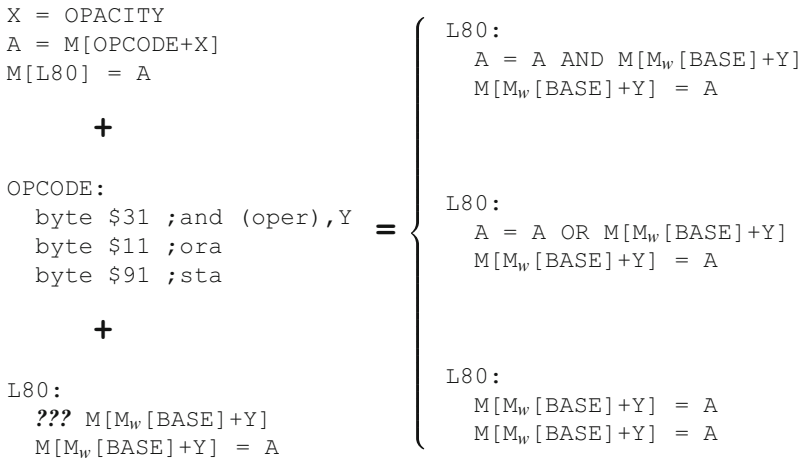 X = OPACITY
A = M[OPCODE+X]
M[L80] = A
+
OPCODE:
byte $31 ;and (oper),Y
byte $11 ;ora
byte $91 ;sta
+
L80:
??? M[Mw[BASE]+Y]
M[Mw[BASE]+Y] = A
=
L80:
A = A AND M[Mw[BASE]+Y]
M[Mw[BASE]+Y] = A
L80:
A = A OR M[Mw[BASE]+Y]
M[Mw[BASE]+Y] = A
L80:
M[Mw[BASE]+Y] = A
M[Mw[BASE]+Y] = A